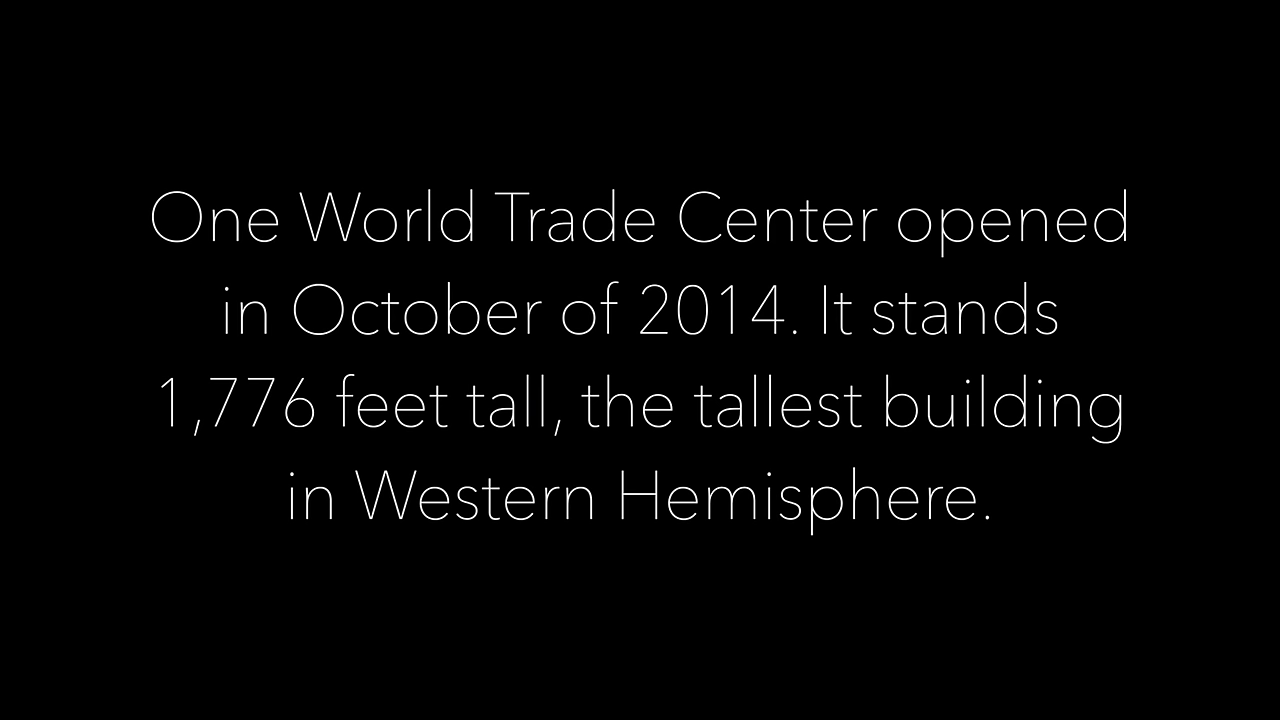 One World Trade Center opened
in October of 2014. It stands
1,776 feet tall, the tallest building
in Western Hemisphere.